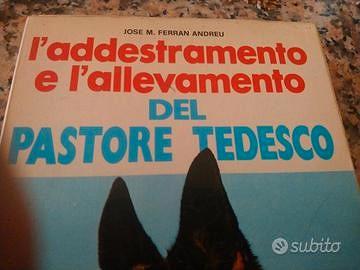 JOSE M. FERRAN ANDREU
l'addestramento
e l'allevamento
DEL
PASTORE TEDESCO
subito